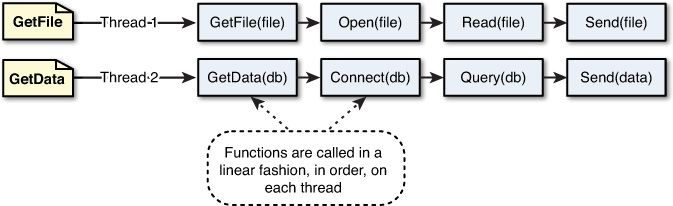 GetFile
Thread 1
GetFile(file)
Open(file)
Read(file)
Send(file)
GetData
Thread 2
GetData(db)
Connect(db)
Query(db)
Send(data)
Functions are called in a
linear fashion, in order, on
each thread